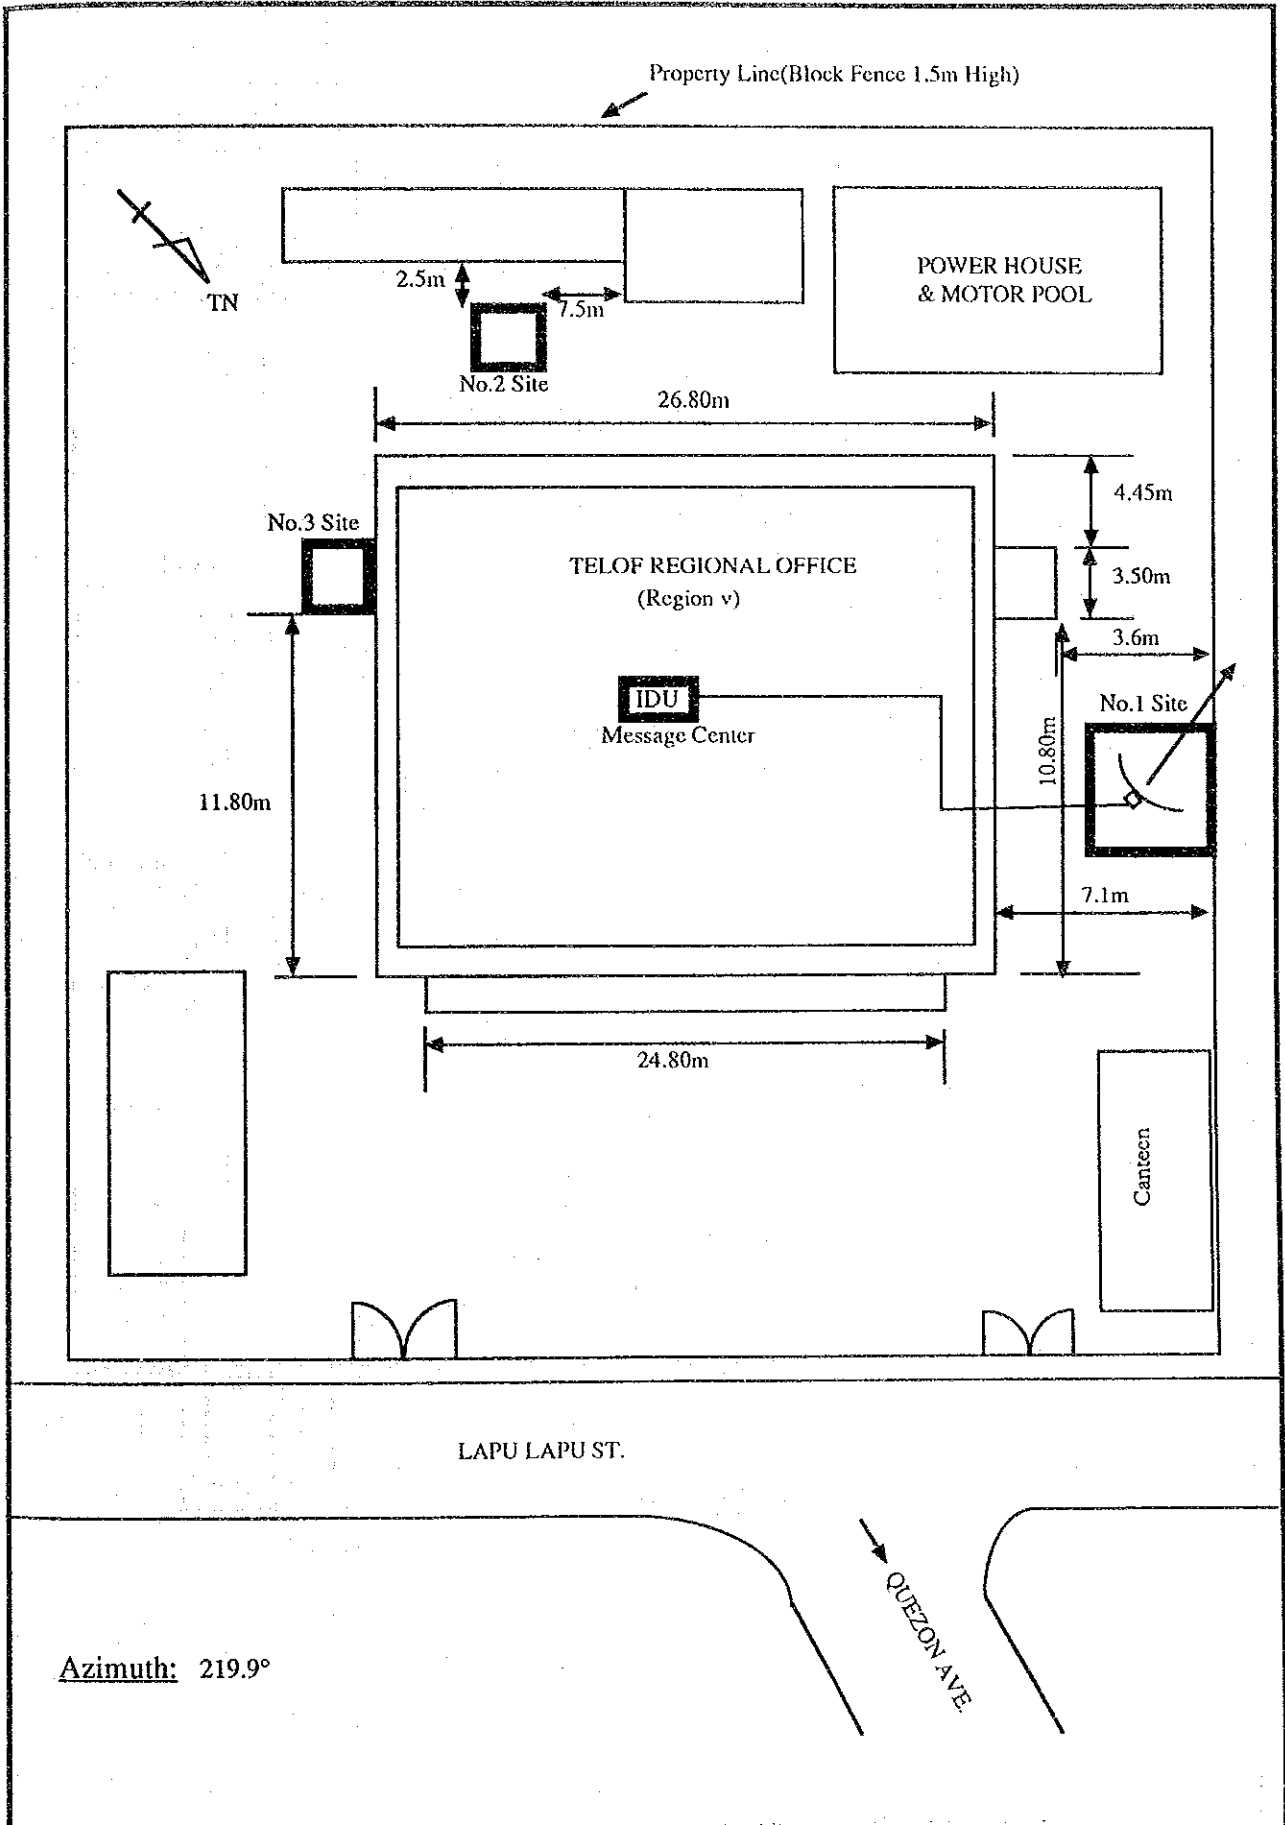 Property Line(Block Fence 1.5m High)
TN
POWER HOUSE
& MOTOR POOL
2.5m
7.5m
No.2 Site
26.80m
4.45m
No.3 Site
TELOF REGIONAL OFFICE
(Region v)
3.50m
3.6m
IDU
Message Center
No.1 Site
10.80m
11.80m
7.1m
24.80m
Canteen
LAPU LAPU ST.
QUEZON AVE.
Azimuth: 219.9°